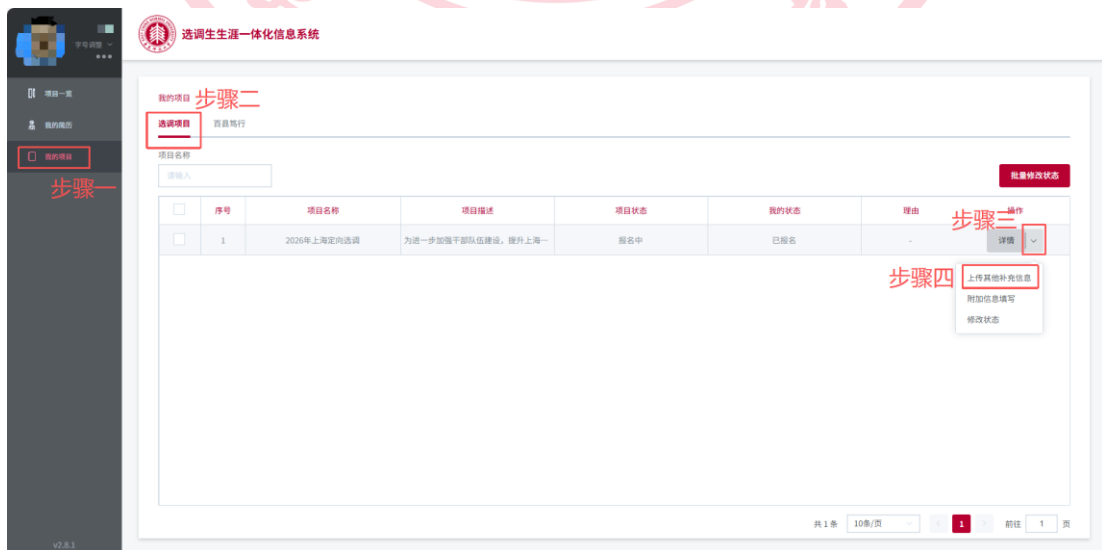 字号调整
选调生生涯一体化信息系统
项目一览
我的简历
我的项目
步骤一
我的项目
步骤二
选调项目 百县笃行
项目名称
请输入
批量修改状态
序号 项目名称 项目描述 项目状态 我的状态 理由 操作
步骤三
1 2026年上海定向选调 为进一步加强干部队伍建设，提升上海… 报名中 已报名 - 详情
步骤四
上传其他补充信息
附加信息填写
修改状态
共 1 条 10条/页 1 前往 1 页
v2.8.1